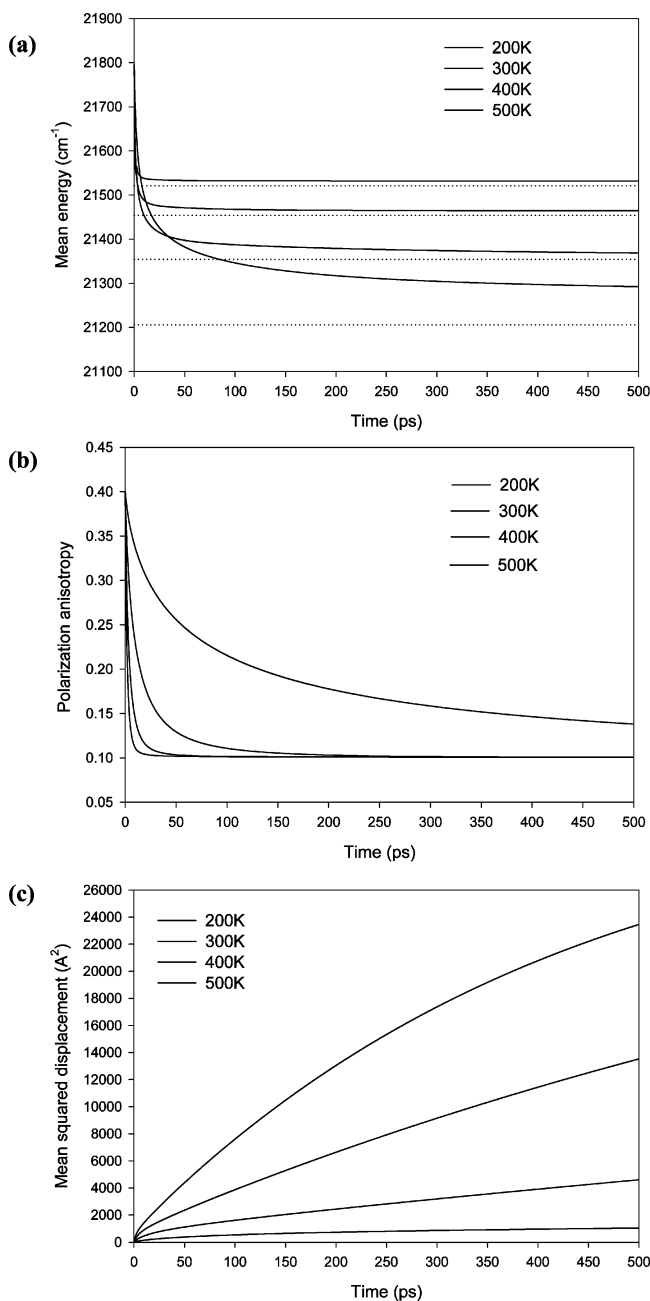 (a)
21900
21800
21700
21600
21500
21400
21300
21200
21100
Mean energy (cm-1)
200K
300K
400K
500K
0 50 100 150 200 250 300 350 400 450 500
Time (ps)
(b)
0.45
0.40
0.35
0.30
0.25
0.20
0.15
0.10
0.05
Polarization anisotropy
200K
300K
400K
500K
0 50 100 150 200 250 300 350 400 450 500
Time (ps)
(c)
26000
24000
22000
20000
18000
16000
14000
12000
10000
8000
6000
4000
2000
0
Mean squared displacement (A2)
200K
300K
400K
500K
0 50 100 150 200 250 300 350 400 450 500
Time (ps)